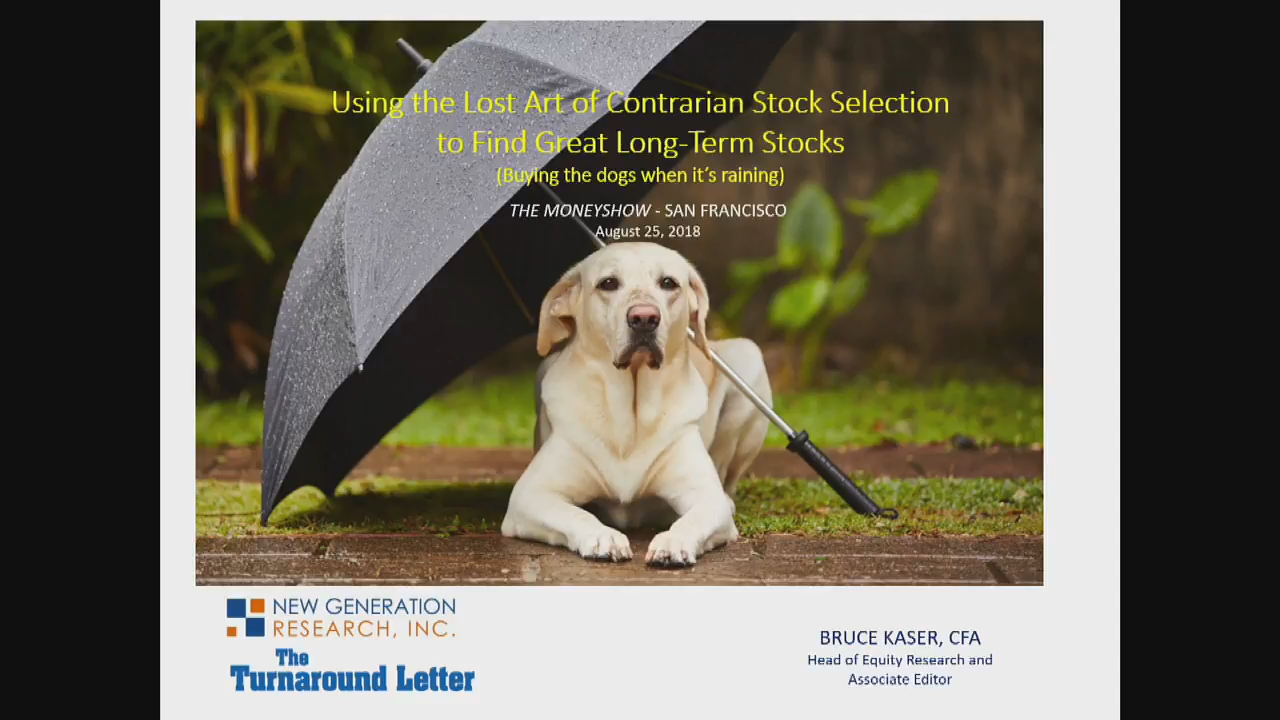 Using the Lost Art of Contrarian Stock Selection
to Find Great Long-Term Stocks
(Buying the dogs when it's raining)
THE MONEYSHOW - SAN FRANCISCO
August 25, 2018
NEW GENERATION
RESEARCH, INC.
The
Turnaround Letter
BRUCE KASER, CFA
Head of Equity Research and
Associate Editor